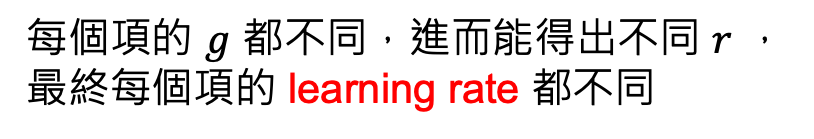 每個項的 g 都不同，進而能得出不同 r ，
最終每個項的 learning rate 都不同